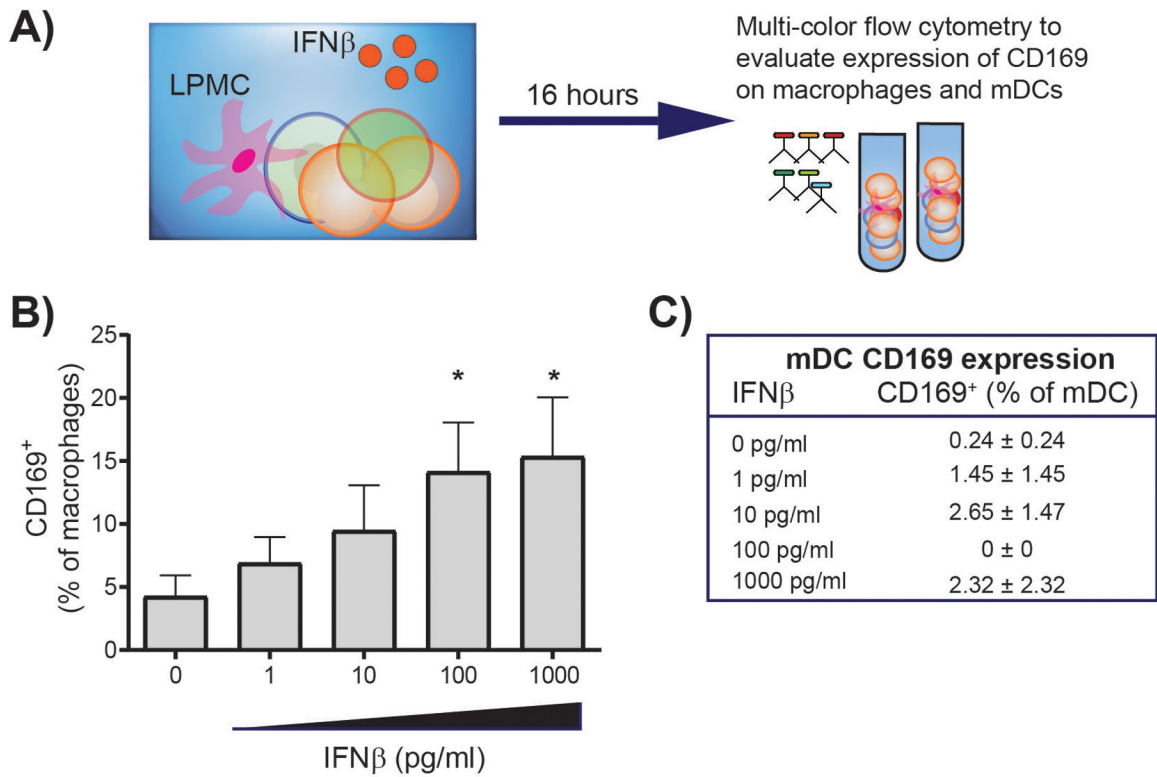 A)
LPMC
IFNβ
16 hours
Multi-color flow cytometry to
evaluate expression of CD169
on macrophages and mDCs
B)
CD169⁺
(% of macrophages)
25
20
15
10
5
0
* *
0 1 10 100 1000
IFNβ (pg/ml)
C)
mDC CD169 expression
IFNβ CD169⁺ (% of mDC)
0 pg/ml 0.24 ± 0.24
1 pg/ml 1.45 ± 1.45
10 pg/ml 2.65 ± 1.47
100 pg/ml 0 ± 0
1000 pg/ml 2.32 ± 2.32